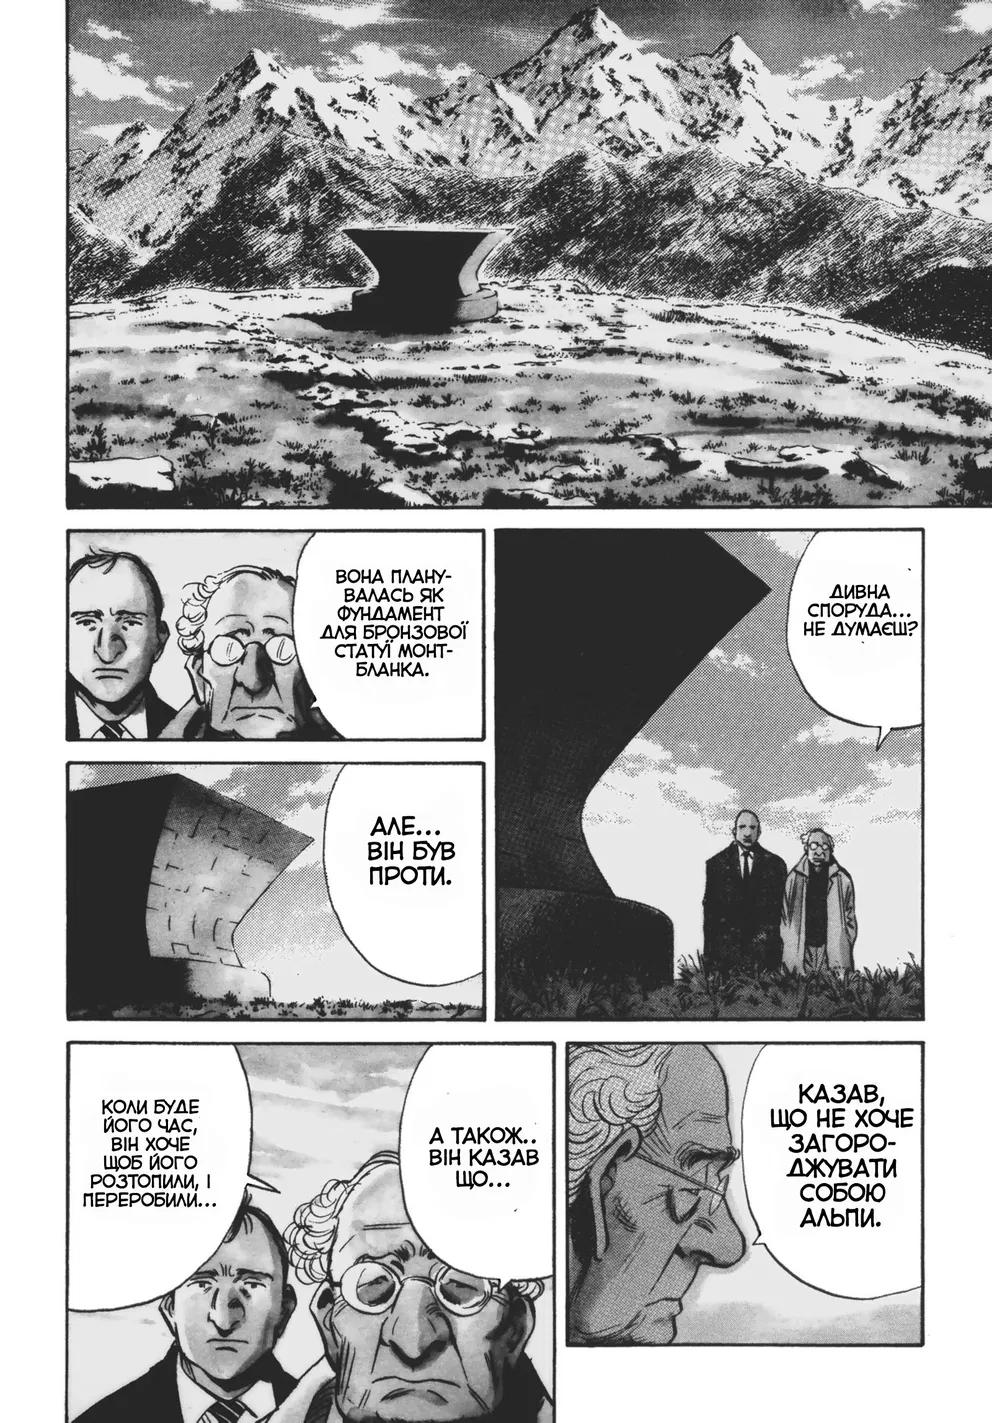 ДИВНА
СПОРУДА...
НЕ ДУМАЄШ?
ВОНА ПЛАНУ-
ВАЛАСЬ ЯК
ФУНДАМЕНТ
ДЛЯ БРОНЗОВОЇ
СТАТУЇ МОНТ-
БЛАНКА.
АЛЕ...
ВІН БУВ
ПРОТИ.
КАЗАВ,
ЩО НЕ ХОЧЕ
ЗАГОРО-
ДЖУВАТИ
СОБОЮ
АЛЬПИ.
А ТАКОЖ..
ВІН КАЗАВ
ЩО...
КОЛИ БУДЕ
ЙОГО ЧАС,
ВІН ХОЧЕ
ЩОБ ЙОГО
РОЗТОПИЛИ, І
ПЕРЕРОБИЛИ...